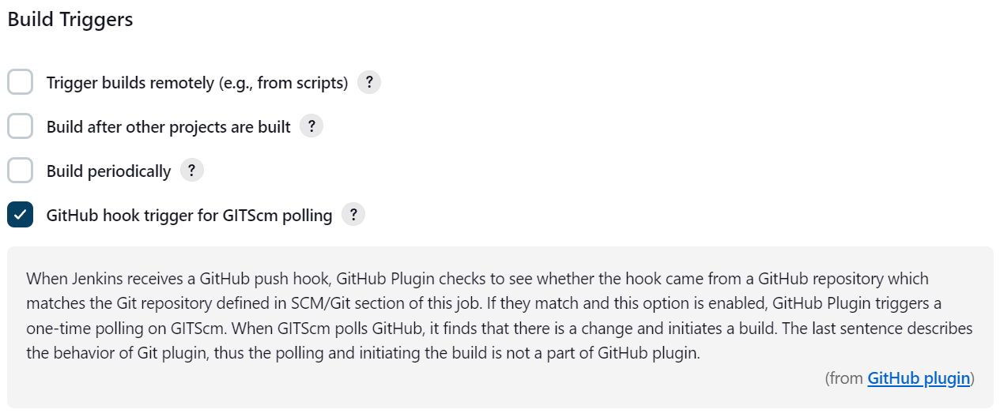 Build Triggers
Trigger builds remotely (e.g., from scripts) ?
Build after other projects are built ?
Build periodically ?
GitHub hook trigger for GITScm polling ?
When Jenkins receives a GitHub push hook, GitHub Plugin checks to see whether the hook came from a GitHub repository which
matches the Git repository defined in SCM/Git section of this job. If they match and this option is enabled, GitHub Plugin triggers a
one-time polling on GITScm. When GITScm polls GitHub, it finds that there is a change and initiates a build. The last sentence describes
the behavior of Git plugin, thus the polling and initiating the build is not a part of GitHub plugin.
(from GitHub plugin)